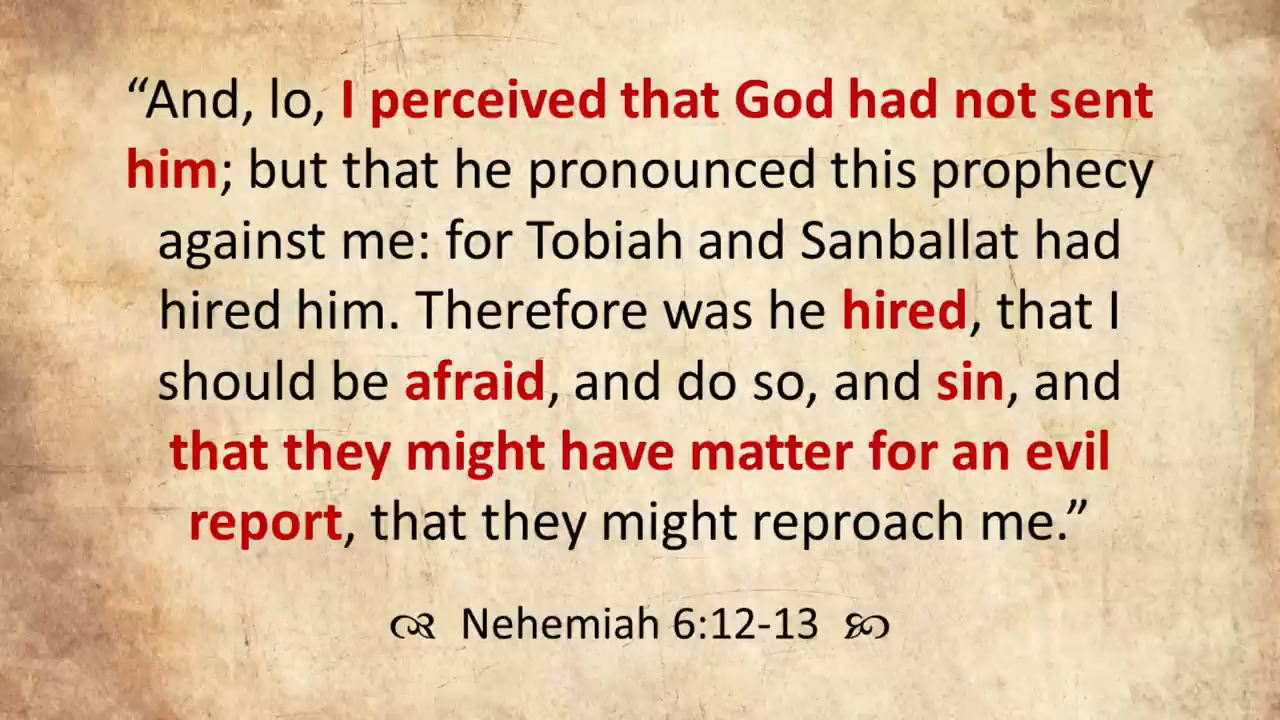 “And, lo, I perceived that God had not sent
him; but that he pronounced this prophecy
against me: for Tobiah and Sanballat had
hired him. Therefore was he hired, that I
should be afraid, and do so, and sin, and
that they might have matter for an evil
report, that they might reproach me.”
Nehemiah 6:12-13